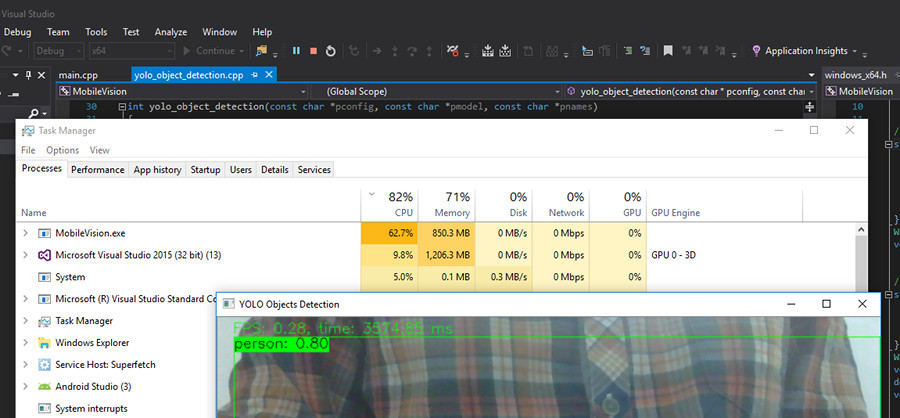 Visual Studio
Debug Team Tools Test Analyze Window Help
Debug x64 Continue Application Insights
main.cpp yolo_object_detection.cpp windows_x64.h
MobileVision (Global Scope) yolo_object_detection(const char * pconfig, const char MobileVision
30 int yolo_object_detection(const char *pconfig, const char *pmodel, const char *pnames) 10
31 { 11
Task Manager
File Options View
Processes Performance App history Startup Users Details Services
82% 71% 0% 0% 0%
Name CPU Memory Disk Network GPU GPU Engine
MobileVision.exe 62.7% 850.3 MB 0 MB/s 0 Mbps 0%
Microsoft Visual Studio 2015 (32 bit) (13) 9.8% 1,206.3 MB 0 MB/s 0 Mbps 0% GPU 0 - 3D
System 5.0% 0.1 MB 0.3 MB/s 0 Mbps 0%
Microsoft (R) Visual Studio Standard Co
YOLO Objects Detection
Task Manager
FPS: 0.28, time: 3574.85 ms
Windows Explorer
person: 0.80
Service Host: Superfetch
Android Studio (3)
System interrupts